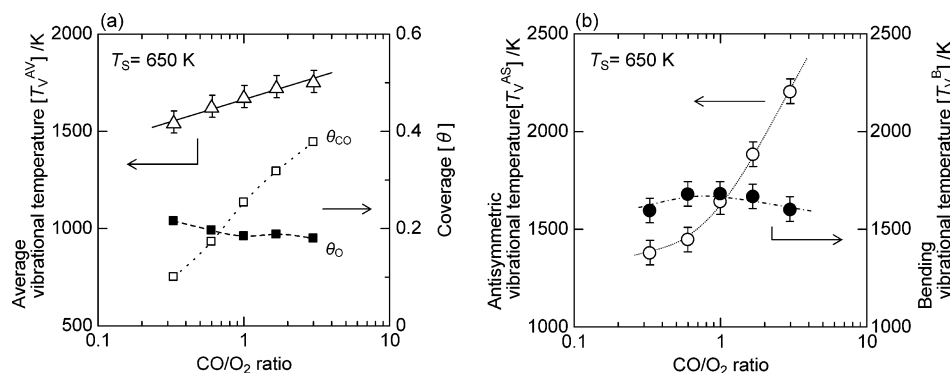 (a)
Average
vibrational temperature [T_V^AV] /K
2000
1500
1000
500
T_S= 650 K
θ_CO
θ_O
0.6
0.4
0.2
0
Coverage [ θ ]
0.1
1
10
CO/O₂ ratio
(b)
Antisymmetric
vibrational temperature[T_V^AS] /K
2500
2000
1500
1000
T_S= 650 K
2500
2000
1500
1000
Bending
vibrational temperature [T_V^B] /K
0.1
1
10
CO/O₂ ratio